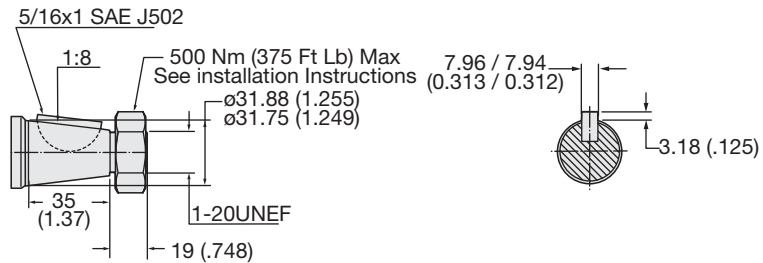 5/16x1 SAE J502
1:8
500 Nm (375 Ft Lb) Max
See installation Instructions
ø31.88 (1.255)
ø31.75 (1.249)
35
(1.37)
1-20UNEF
19 (.748)
7.96 / 7.94
(0.313 / 0.312)
3.18 (.125)